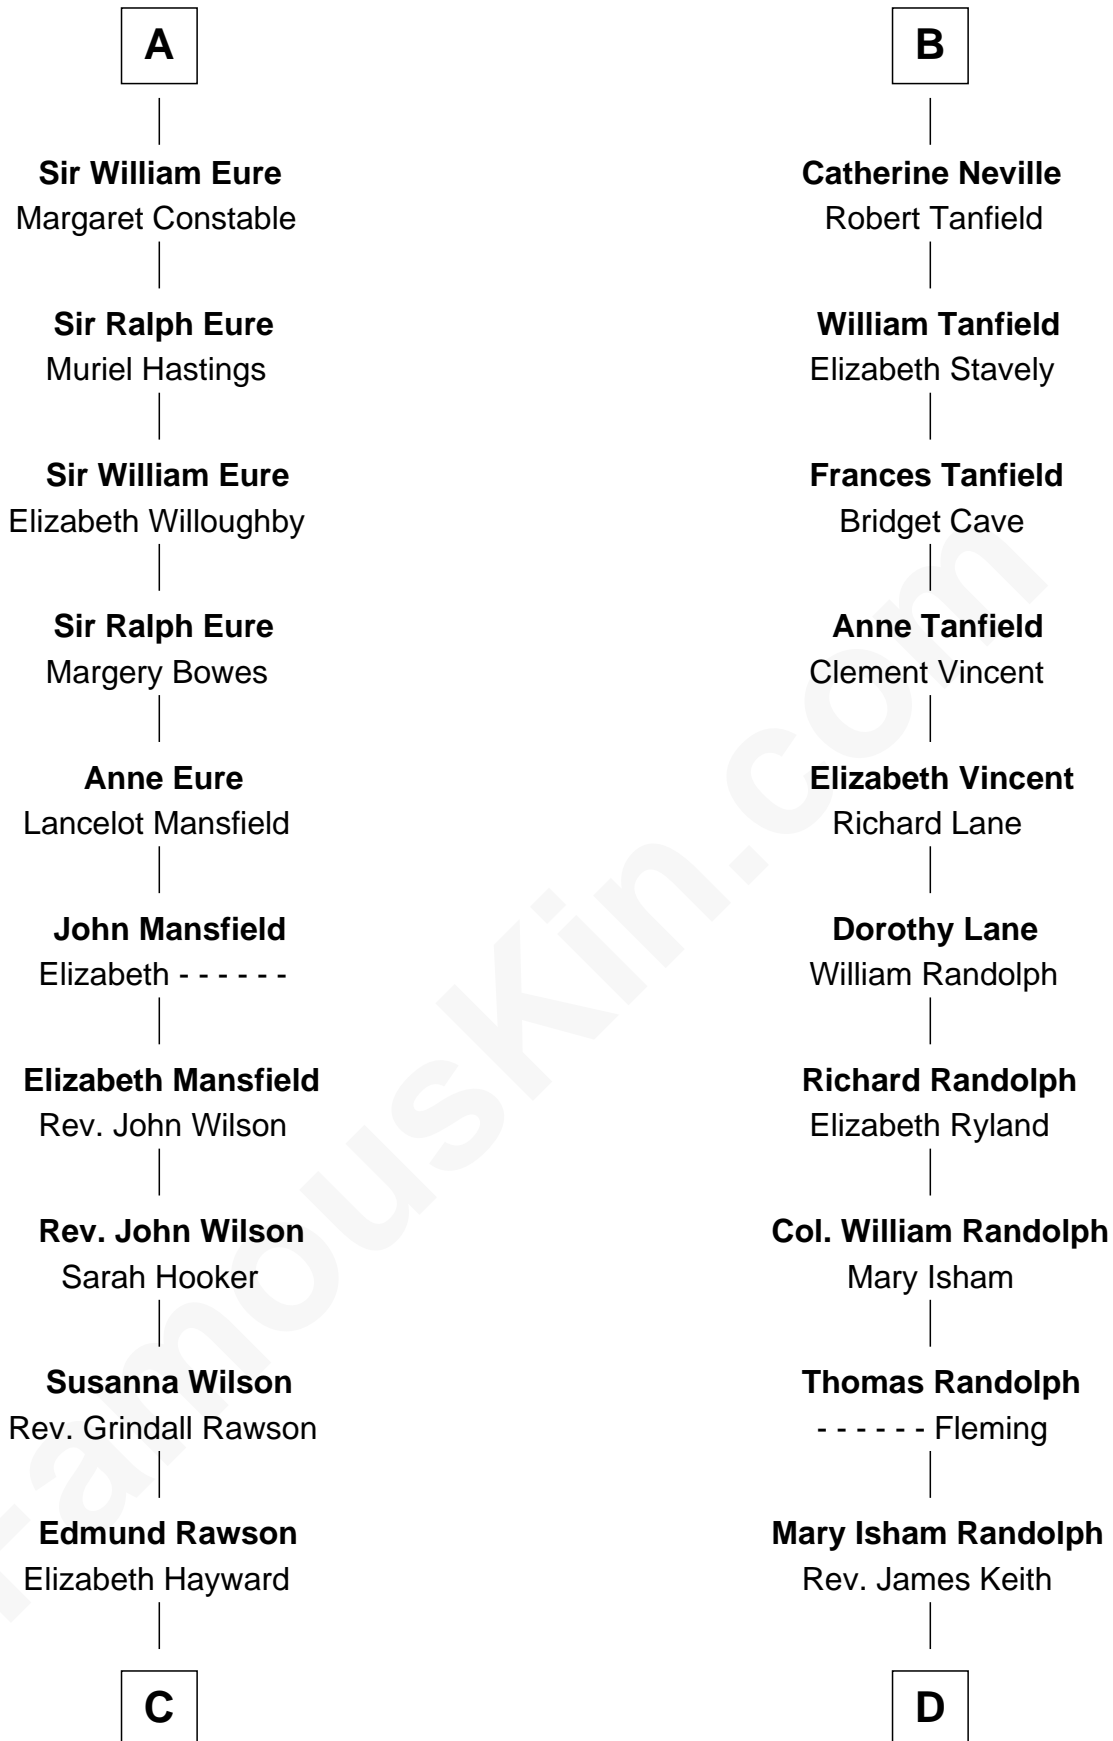 A
Sir William Eure
Margaret Constable
Sir Ralph Eure
Muriel Hastings
Sir William Eure
Elizabeth Willoughby
Sir Ralph Eure
Margery Bowes
Anne Eure
Lancelot Mansfield
John Mansfield
Elizabeth - - - - - -
Elizabeth Mansfield
Rev. John Wilson
Rev. John Wilson
Sarah Hooker
Susanna Wilson
Rev. Grindall Rawson
Edmund Rawson
Elizabeth Hayward
C
B
Catherine Neville
Robert Tanfield
William Tanfield
Elizabeth Stavely
Frances Tanfield
Bridget Cave
Anne Tanfield
Clement Vincent
Elizabeth Vincent
Richard Lane
Dorothy Lane
William Randolph
Richard Randolph
Elizabeth Ryland
Col. William Randolph
Mary Isham
Thomas Randolph
- - - - - - Fleming
Mary Isham Randolph
Rev. James Keith
D
FamousKin.com